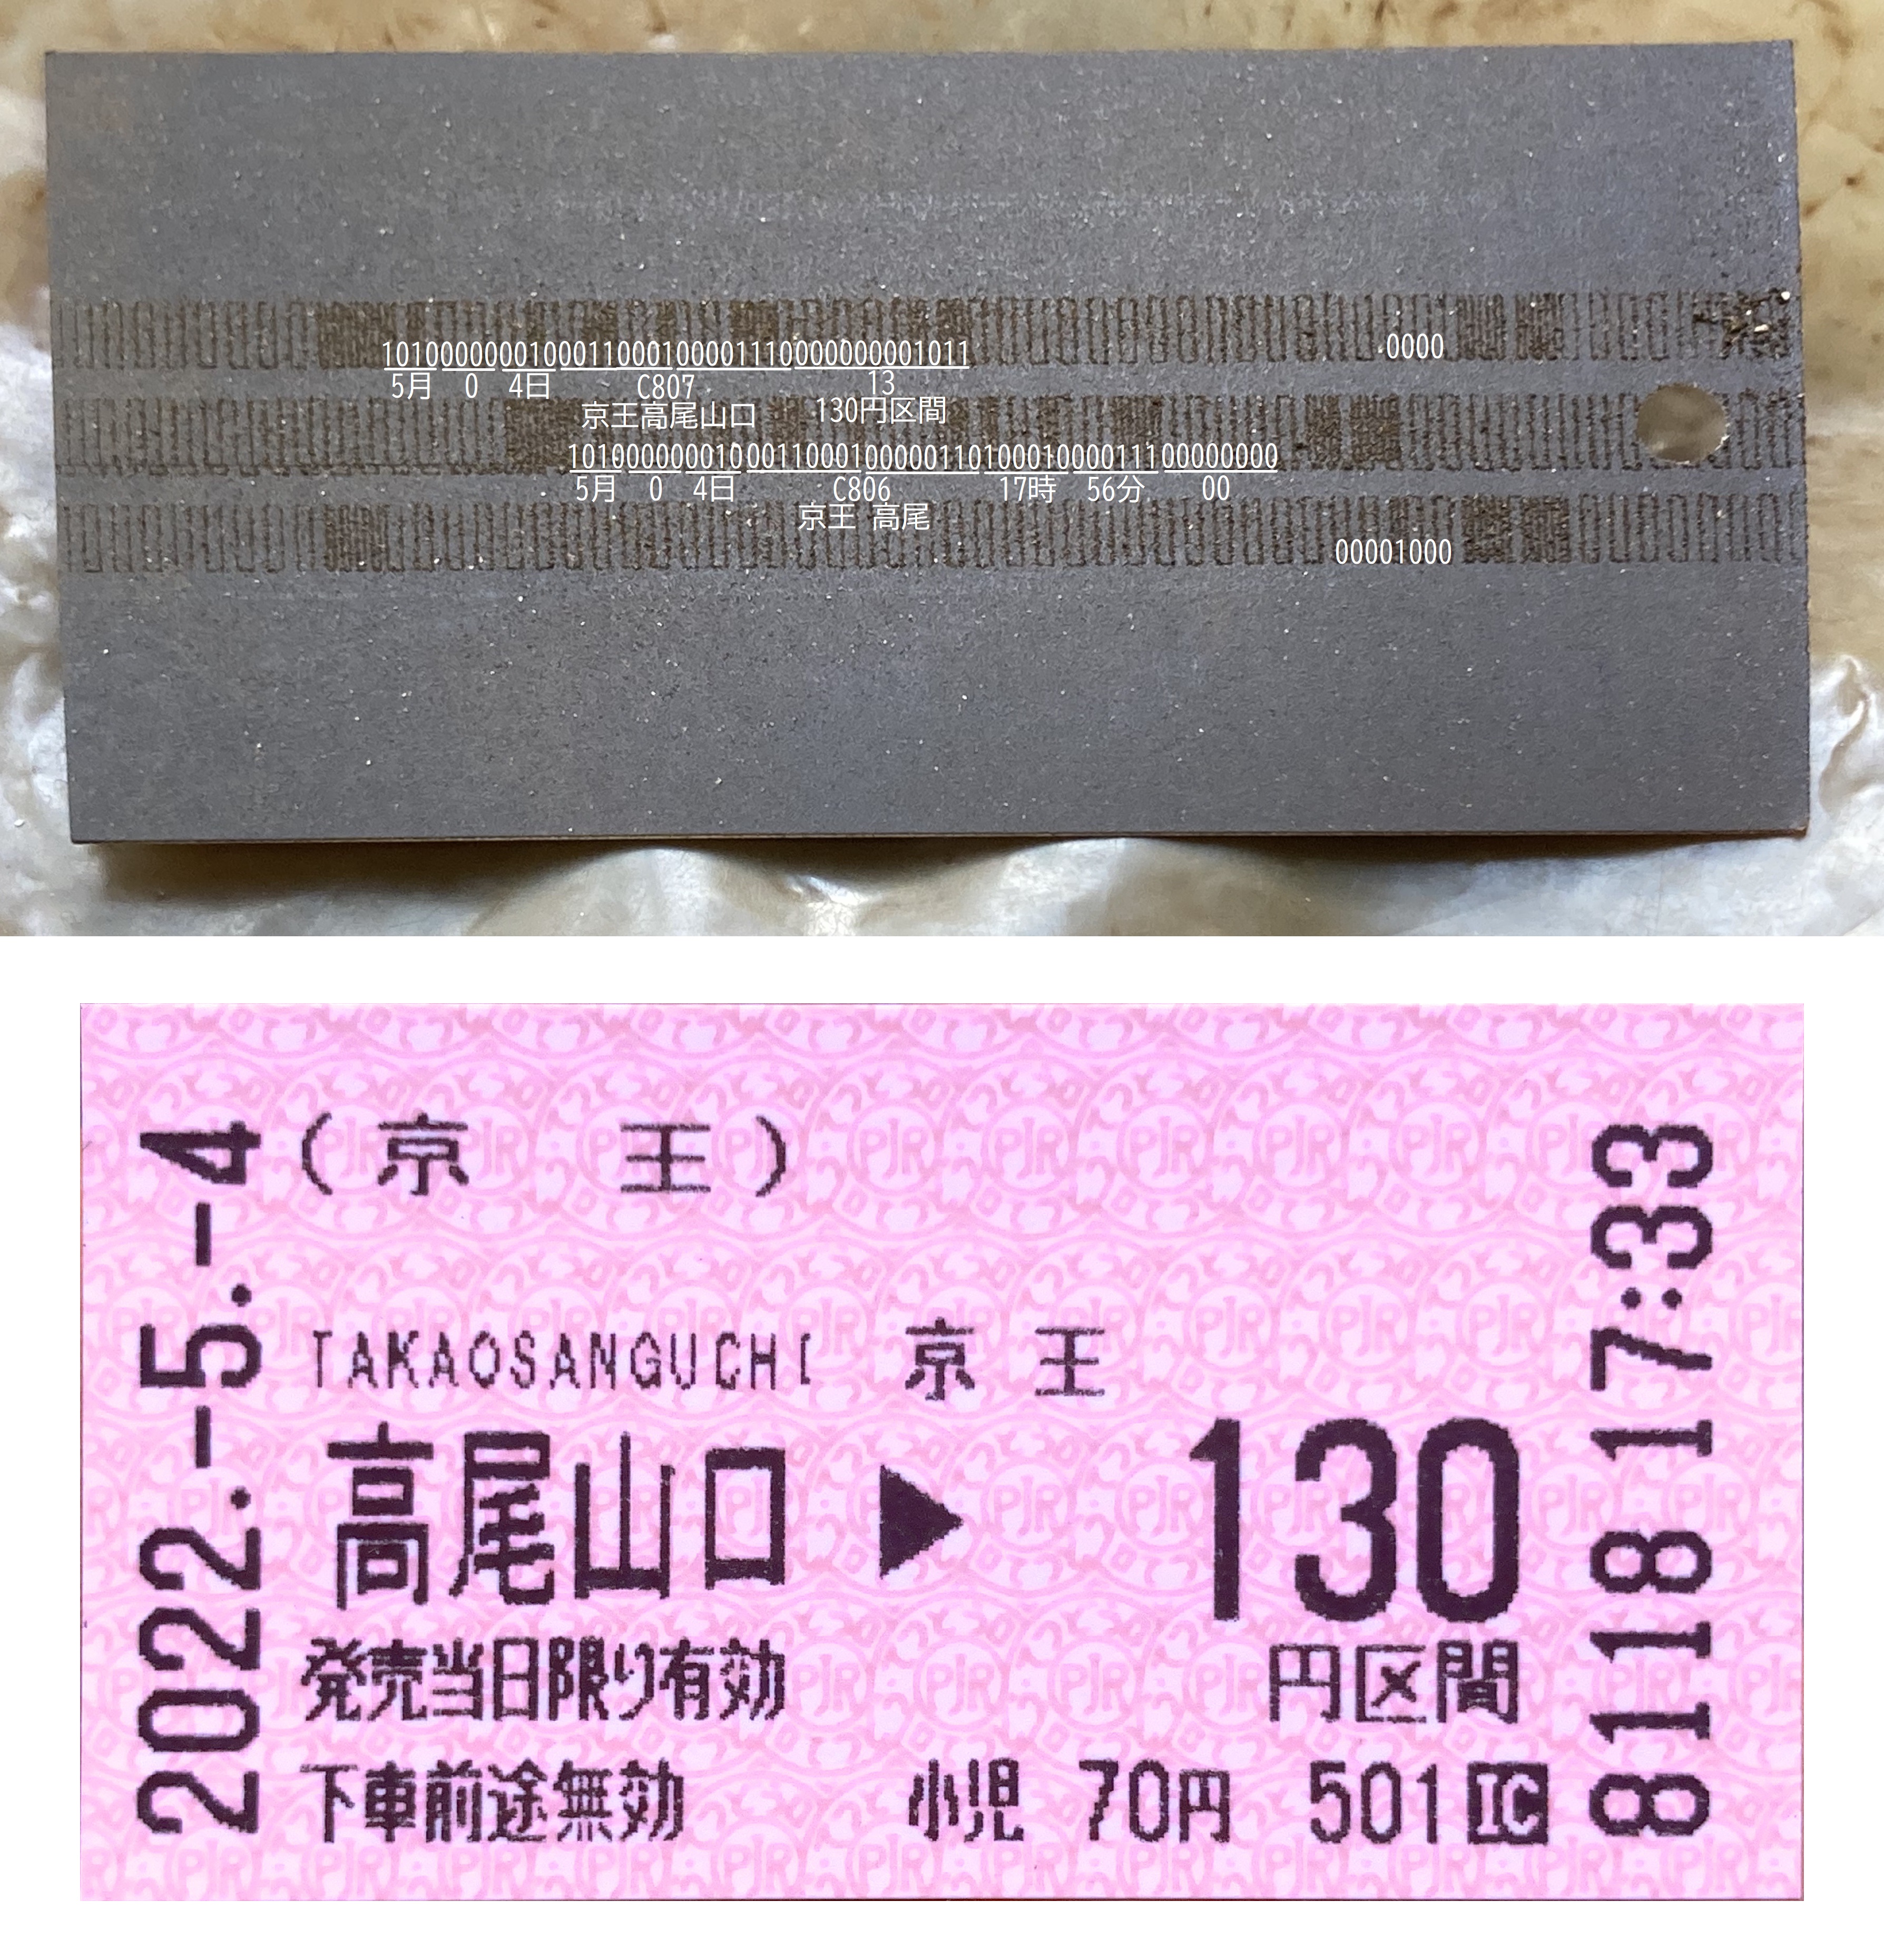 1010000000100011000100001110000000001011
0000
5月 0 4日 C807 13
京王高尾山口 130円区間
101000000010001100010000011010001000011100000000
5月 0 4日 C806 17時 56分 00
京王 高尾
00001000
2022.-5.-4
(京 王)
TAKAOSANGUCHI 京 王
高尾山口 ▶ 130
円区間
発売当日限り有効
下車前途無効 小児 70円 501 IC
8118 17:33